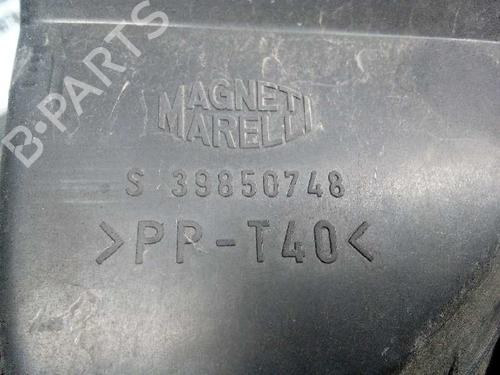 B-PARTS
MAGNETI
MARELLI
S 39850748
>PP-T40<